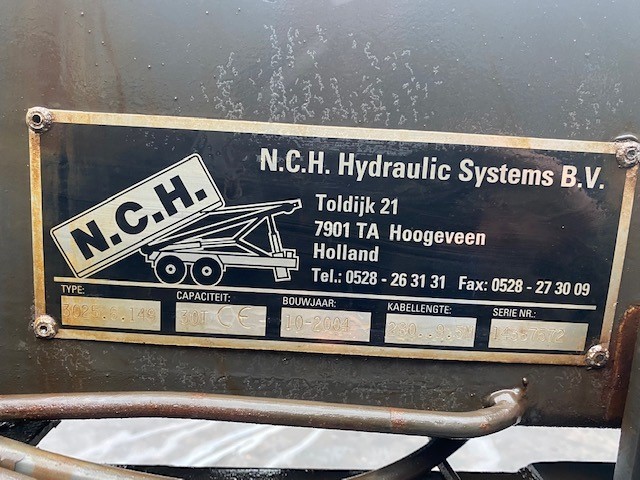 N.C.H. Hydraulic Systems B.V.
N.C.H.
Toldijk 21
7901 TA Hoogeveen
Holland
Tel.: 0528 - 26 31 31 Fax: 0528 - 27 30 09
TYPE: CAPACITEIT: BOUWJAAR: KABELLENGTE: SERIE NR.:
30T CE 10-2004